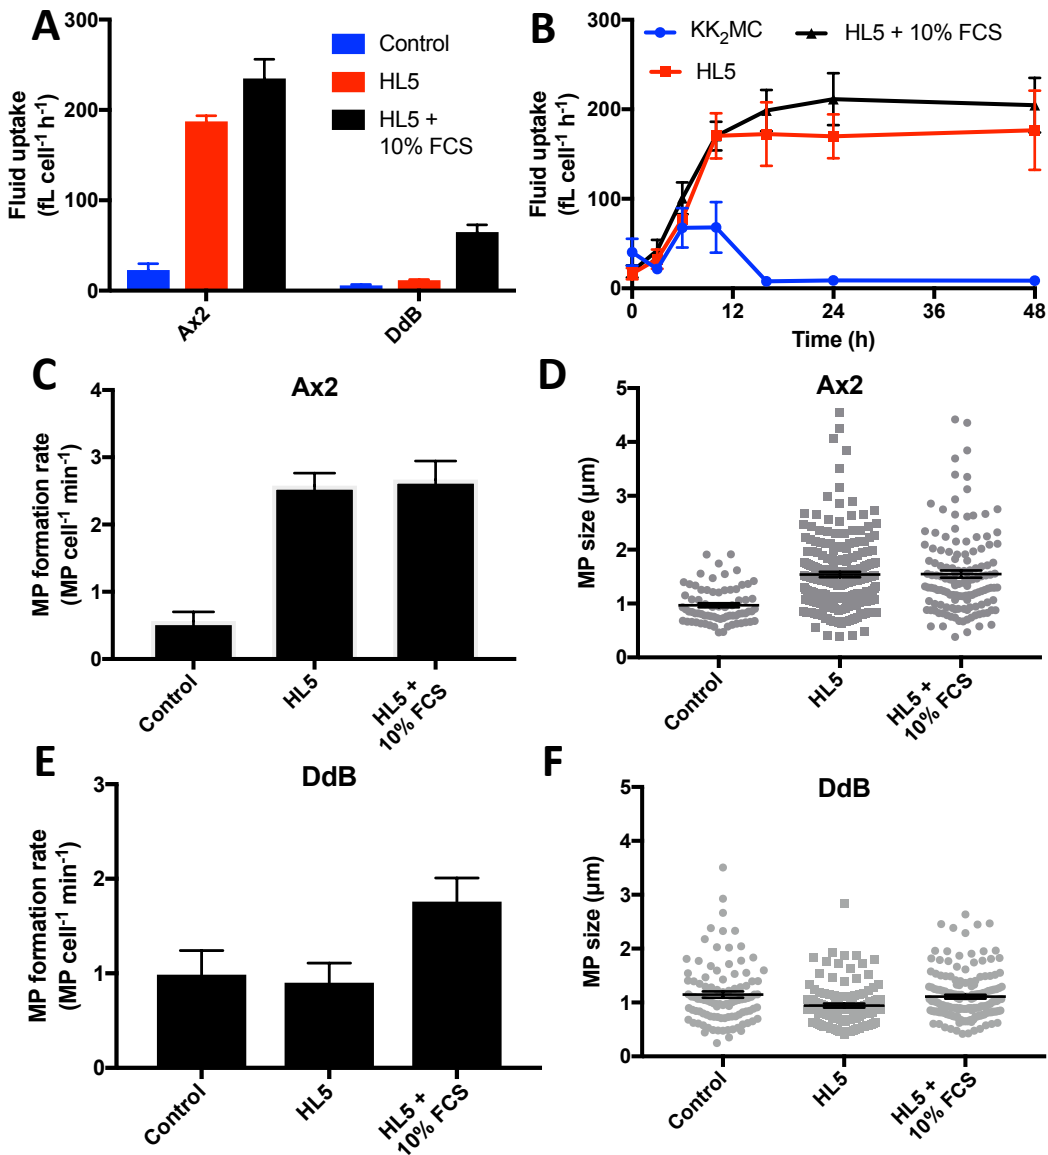 A
Fluid uptake
(fL cell⁻¹ h⁻¹)
300
200
100
0
Control
HL5
HL5 +
10% FCS
Ax2
DdB
B
Fluid uptake
(fL cell⁻¹ h⁻¹)
300
200
100
0
KK₂MC
HL5 + 10% FCS
HL5
0
12
24
36
48
Time (h)
C
Ax2
MP formation rate
(MP cell⁻¹ min⁻¹)
4
3
2
1
0
Control
HL5
HL5 +
10% FCS
D
Ax2
MP size (μm)
5
4
3
2
1
0
Control
HL5
HL5 +
10% FCS
E
DdB
MP formation rate
(MP cell⁻¹ min⁻¹)
3
2
1
0
Control
HL5
HL5 +
10% FCS
F
DdB
MP size (μm)
5
4
3
2
1
0
Control
HL5
HL5 +
10% FCS